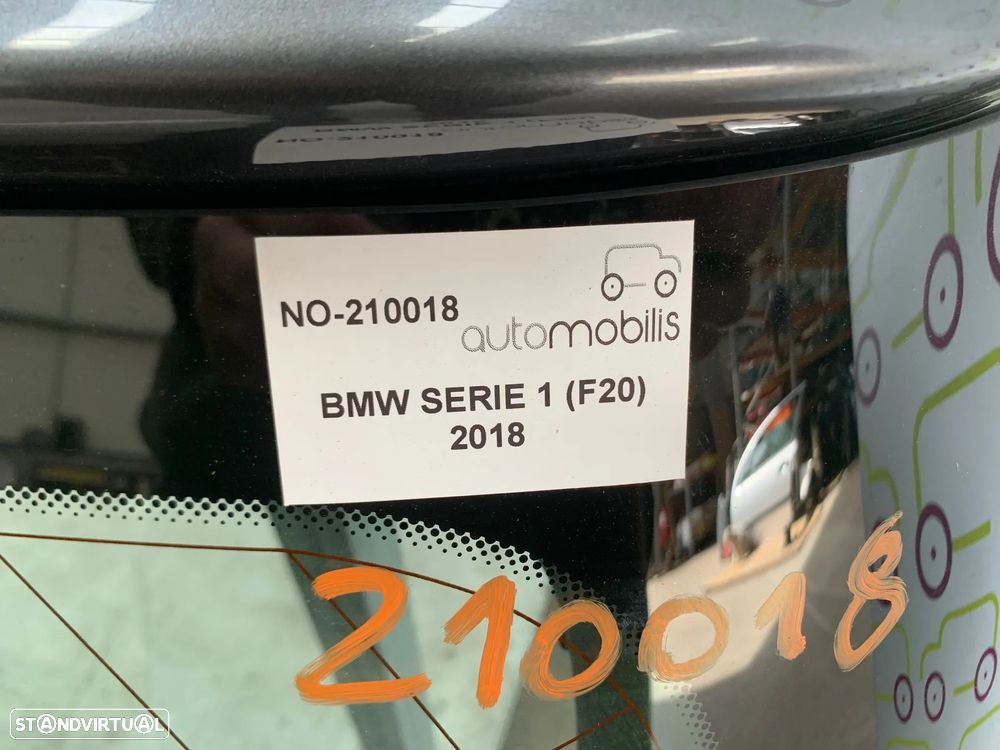 NO-210018
automobilis
BMW SERIE 1 (F20)
2018
210018
STANDVIRTUAL